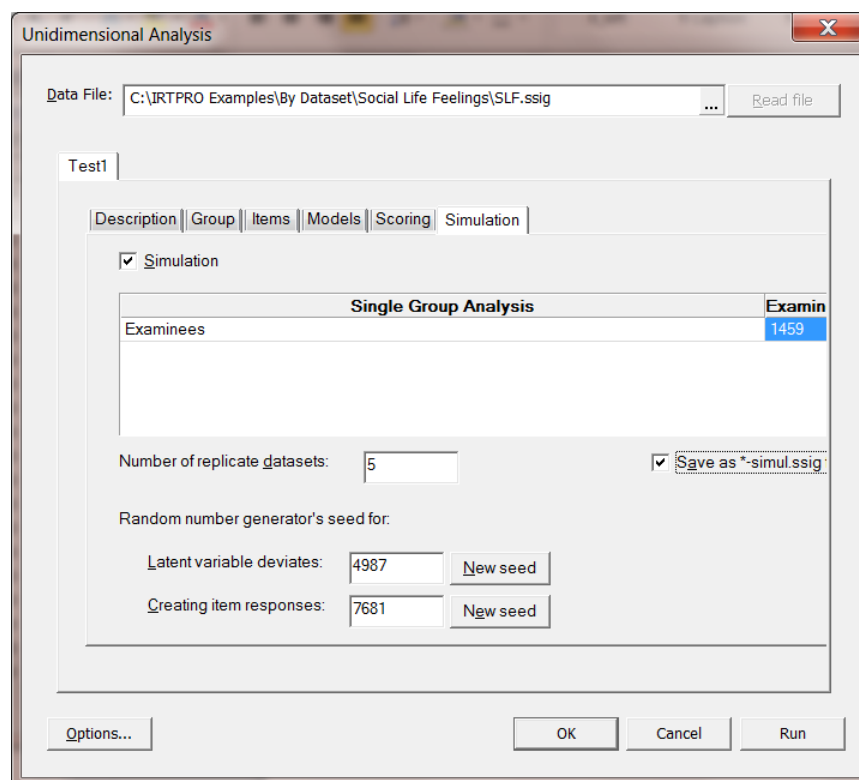 Unidimensional Analysis
Data File: C:\IRTPRO Examples\By Dataset\Social Life Feelings\SLF.ssig ... Read file
Test1
Description Group Items Models Scoring Simulation
Simulation
Single Group Analysis Examin
Examinees 1459
Number of replicate datasets: 5 Save as *-simul.ssig
Random number generator's seed for:
Latent variable deviates: 4987 New seed
Creating item responses: 7681 New seed
Options... OK Cancel Run